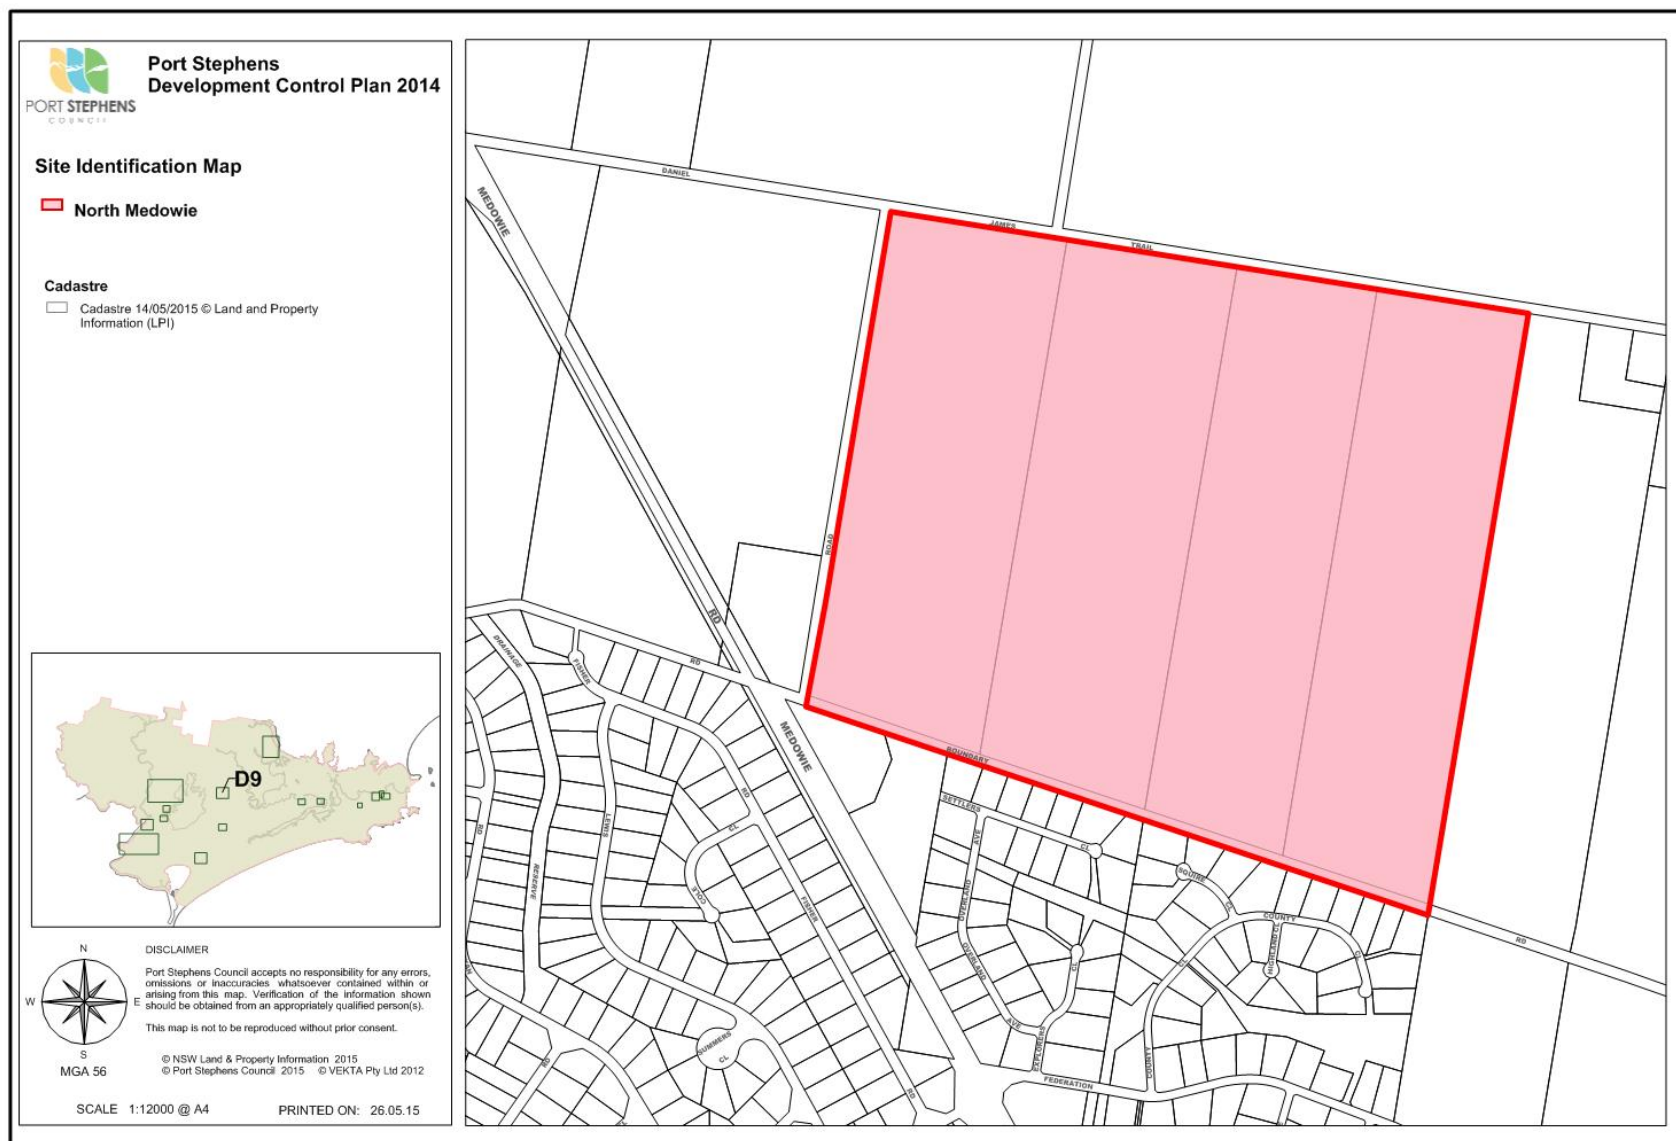 PORT STEPHENS
COUNCIL
Port Stephens
Development Control Plan 2014
Site Identification Map
North Medowie
Cadastre
Cadastre 14/05/2015 © Land and Property
Information (LPI)
D9
N
W
E
S
MGA 56
DISCLAIMER
Port Stephens Council accepts no responsibility for any errors,
omissions or inaccuracies whatsoever contained within or
arising from this map. Verification of the information shown
should be obtained from an appropriately qualified person(s).
This map is not to be reproduced without prior consent.
© NSW Land & Property Information 2015
© Port Stephens Council 2015 © VEKTA Pty Ltd 2012
SCALE 1:12000 @ A4
PRINTED ON: 26.05.15
DANIEL
JAMES
TRAIL
MEDOWIE
ROAD
RD
DRAINAGE
FISHER
RD
MEDOWIE
BOUNDARY
RD
SETTLERS
CL
AVE
LEWIS
CL
RD
RESERVE
COLE
FISHER
OVERLAND
SQUIRE
CL
COUNTY
HIGHLAND CL
CL
RD
OVERLAND
CL
CL
AVE
EXPLORERS
SUMMERS
CL
COUNTY
RD
FEDERATION
RD